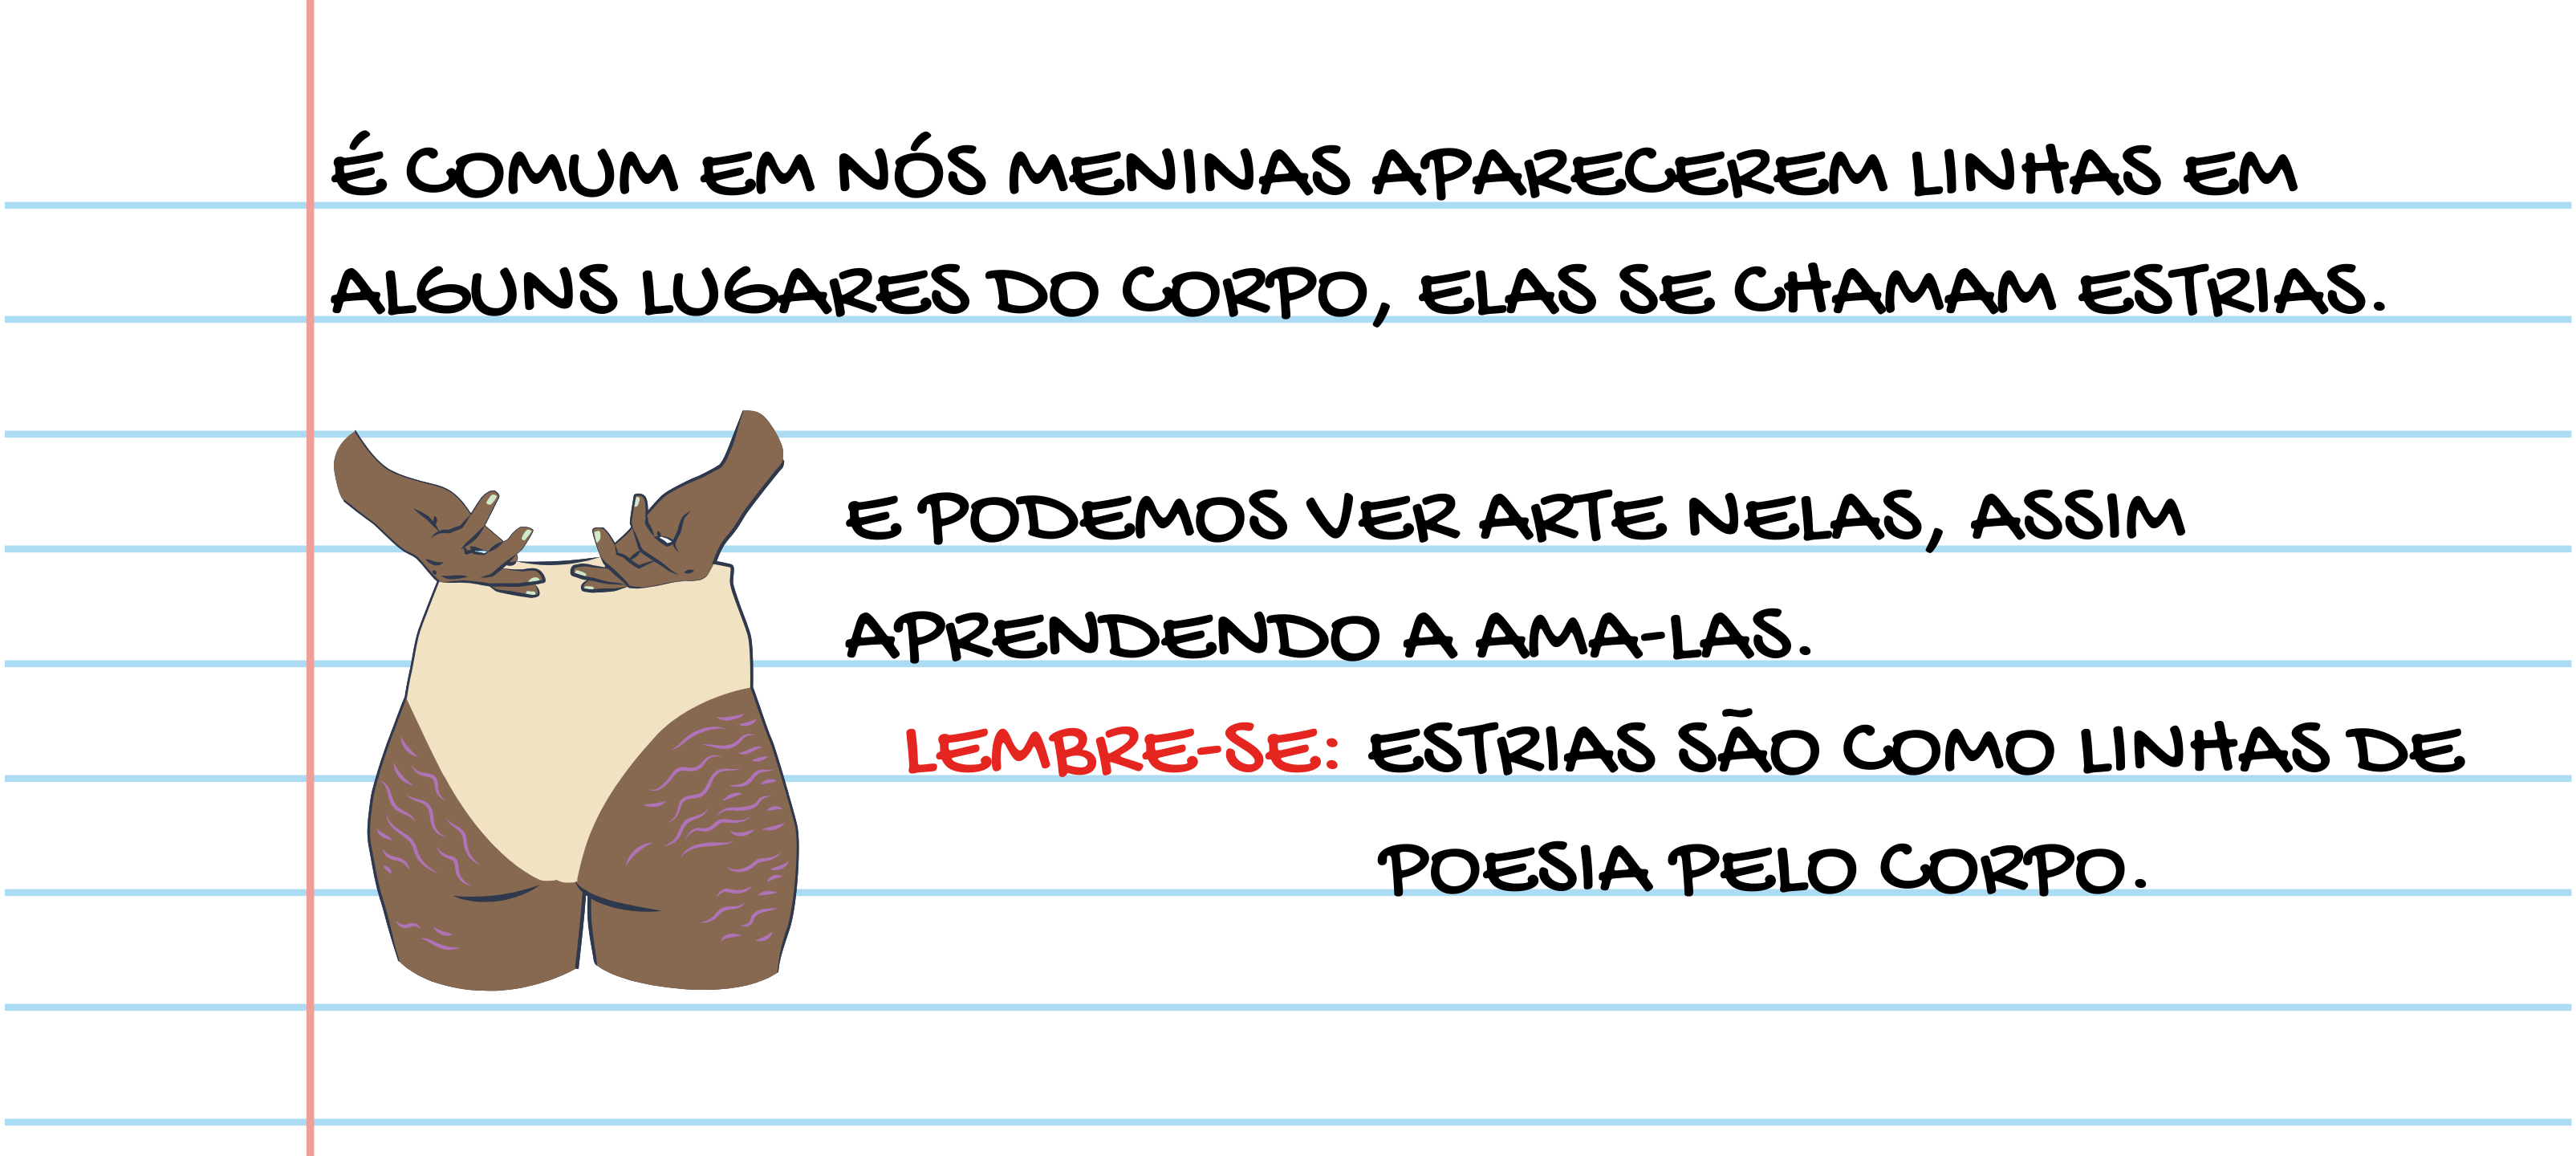 É COMUM EM NÓS MENINAS APARECEREM LINHAS EM
ALGUNS LUGARES DO CORPO, ELAS SE CHAMAM ESTRIAS.
E PODEMOS VER ARTE NELAS, ASSIM
APRENDENDO A AMA-LAS.
LEMBRE-SE: ESTRIAS SÃO COMO LINHAS DE
POESIA PELO CORPO.